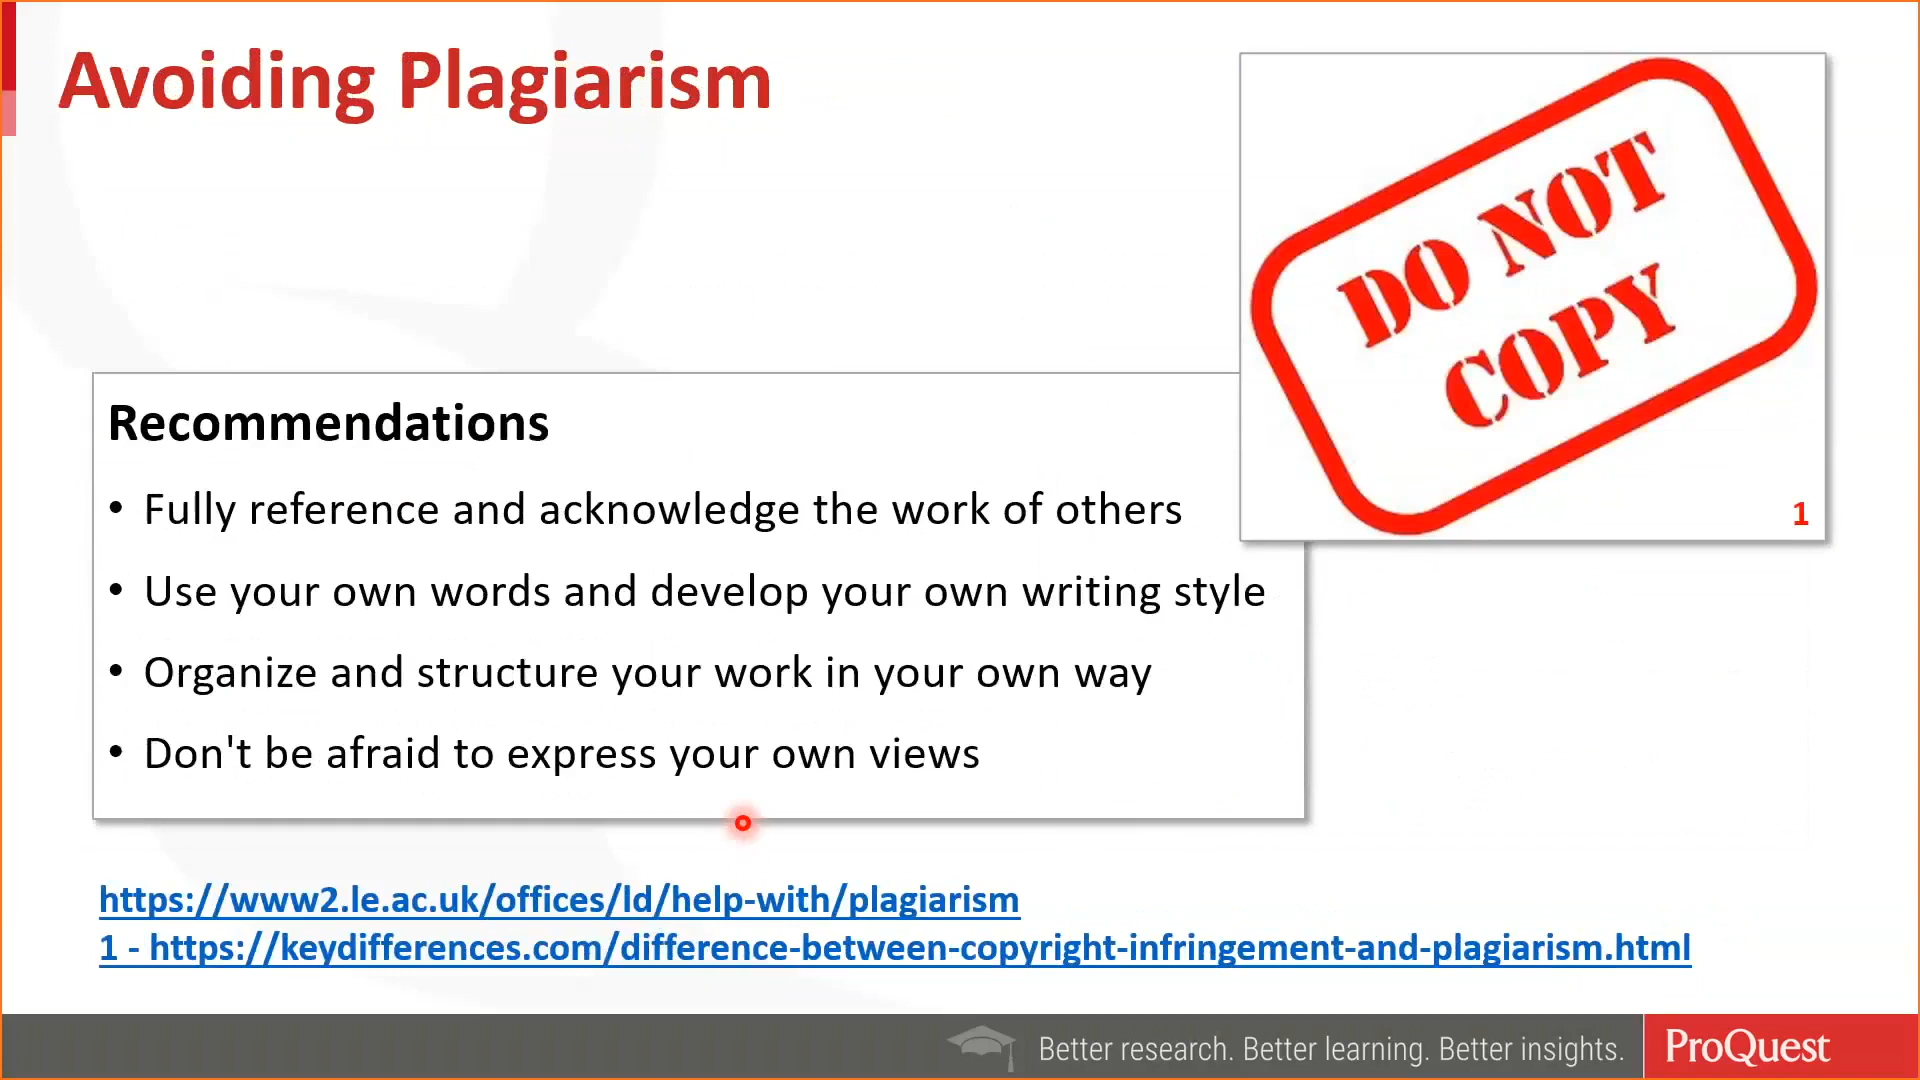 Avoiding Plagiarism
DO NOT
COPY
1
Recommendations
• Fully reference and acknowledge the work of others
• Use your own words and develop your own writing style
• Organize and structure your work in your own way
• Don't be afraid to express your own views
https://www2.le.ac.uk/offices/ld/help-with/plagiarism
1 - https://keydifferences.com/difference-between-copyright-infringement-and-plagiarism.html
Better research. Better learning. Better insights.
ProQuest